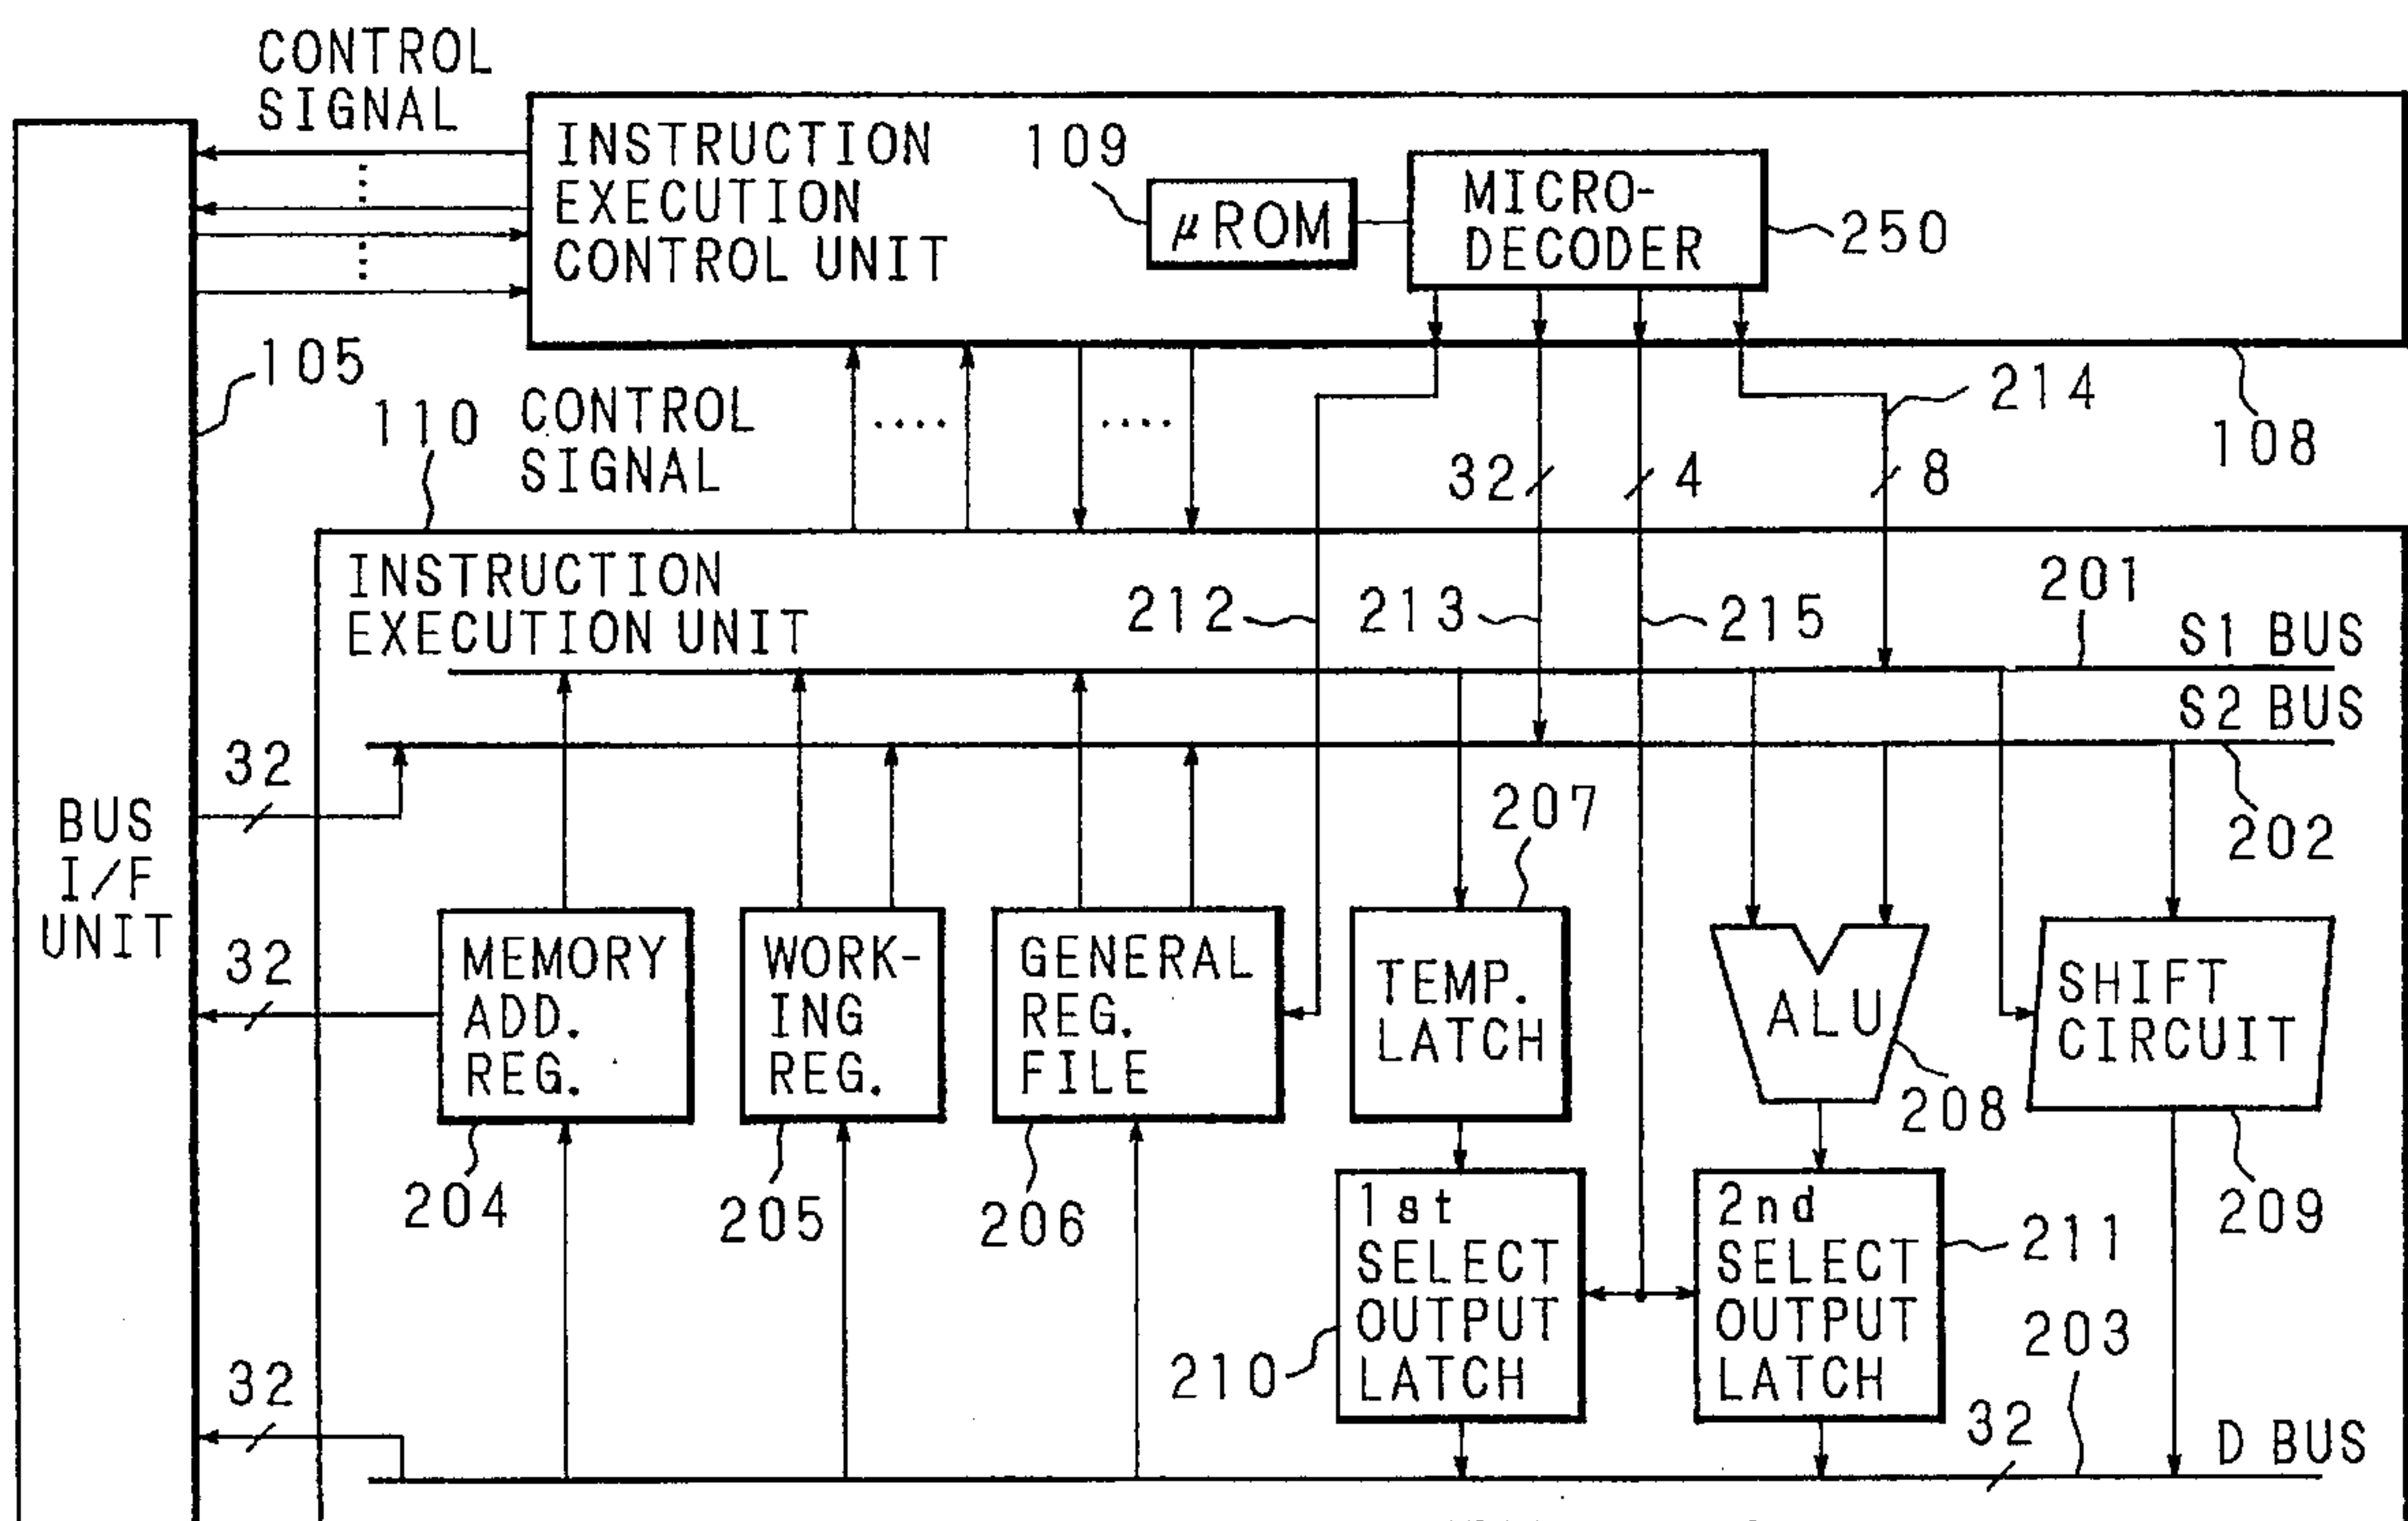 CONTROL
SIGNAL
INSTRUCTION
EXECUTION
CONTROL UNIT
109
μROM
MICRO-
DECODER
250
105
110
CONTROL
SIGNAL
214
108
32
4
8
INSTRUCTION
EXECUTION UNIT
212
213
215
201
S1 BUS
S2 BUS
32
207
202
BUS
I/F
UNIT
32
MEMORY
ADD.
REG.
WORK-
ING
REG.
GENERAL
REG.
FILE
TEMP.
LATCH
ALU
SHIFT
CIRCUIT
208
204
205
206
1st
SELECT
OUTPUT
LATCH
2nd
SELECT
OUTPUT
LATCH
209
211
210
203
32
32
D BUS